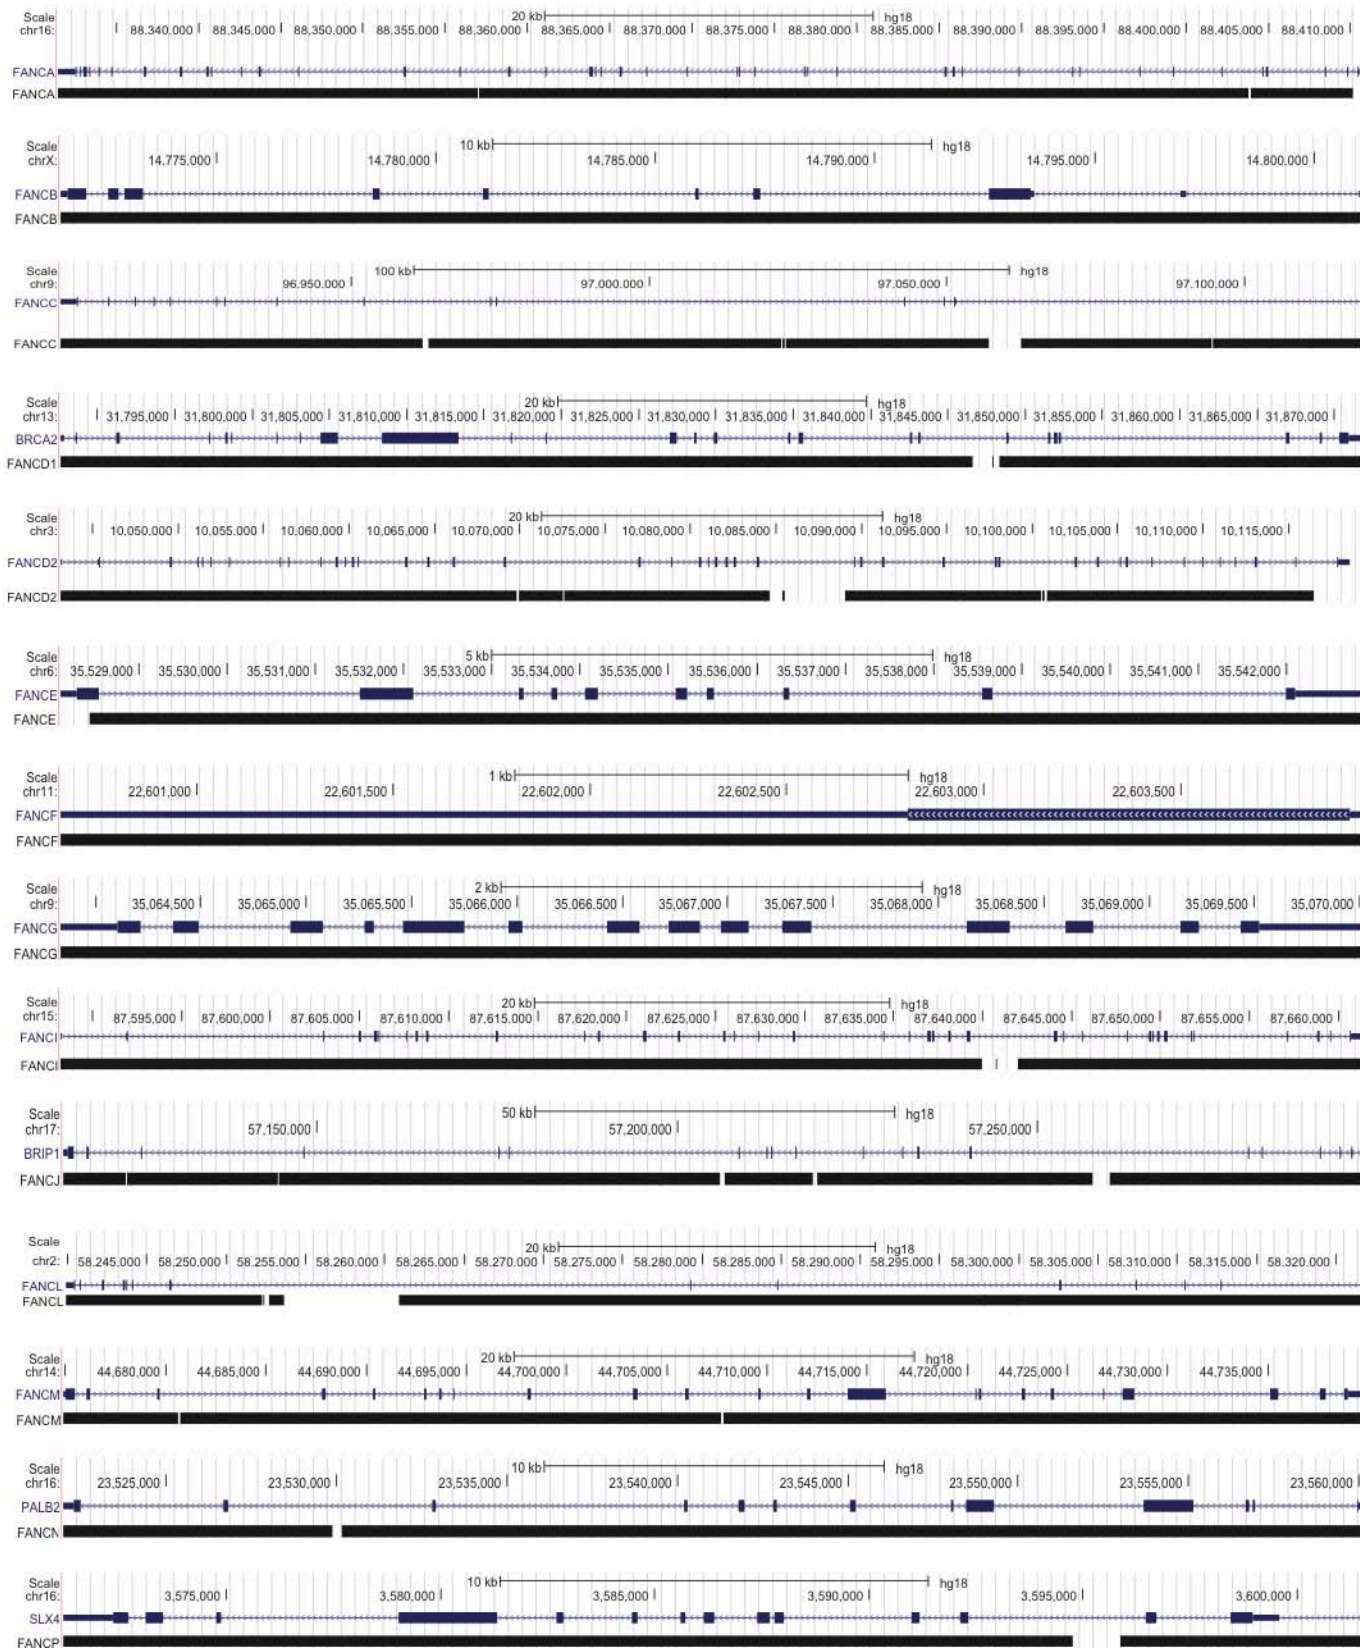 Scale 20 kb hg18
chr16: 88,340,000 88,345,000 88,350,000 88,355,000 88,360,000 88,365,000 88,370,000 88,375,000 88,380,000 88,385,000 88,390,000 88,395,000 88,400,000 88,405,000 88,410,000
FANCA
FANCA
Scale 10 kb hg18
chrX: 14,775,000 14,780,000 14,785,000 14,790,000 14,795,000 14,800,000
FANCB
FANCB
Scale 100 kb hg18
chr9: 96,950,000 97,000,000 97,050,000 97,100,000
FANCC
FANCC
Scale 20 kb hg18
chr13: 31,795,000 31,800,000 31,805,000 31,810,000 31,815,000 31,820,000 31,825,000 31,830,000 31,835,000 31,840,000 31,845,000 31,850,000 31,855,000 31,860,000 31,865,000 31,870,000
BRCA2
FANCD1
Scale 20 kb hg18
chr3: 10,050,000 10,055,000 10,060,000 10,065,000 10,070,000 10,075,000 10,080,000 10,085,000 10,090,000 10,095,000 10,100,000 10,105,000 10,110,000 10,115,000
FANCD2
FANCD2
Scale 5 kb hg18
chr6: 35,529,000 35,530,000 35,531,000 35,532,000 35,533,000 35,534,000 35,535,000 35,536,000 35,537,000 35,538,000 35,539,000 35,540,000 35,541,000 35,542,000
FANCE
FANCE
Scale 1 kb hg18
chr11: 22,601,000 22,601,500 22,602,000 22,602,500 22,603,000 22,603,500
FANCF
FANCF
Scale 2 kb hg18
chr9: 35,064,500 35,065,000 35,065,500 35,066,000 35,066,500 35,067,000 35,067,500 35,068,000 35,068,500 35,069,000 35,069,500 35,070,000
FANCG
FANCG
Scale 20 kb hg18
chr15: 87,595,000 87,600,000 87,605,000 87,610,000 87,615,000 87,620,000 87,625,000 87,630,000 87,635,000 87,640,000 87,645,000 87,650,000 87,655,000 87,660,000
FANCI
FANCI
Scale 50 kb hg18
chr17: 57,150,000 57,200,000 57,250,000
BRIP1
FANCJ
Scale 20 kb hg18
chr2: 58,245,000 58,250,000 58,255,000 58,260,000 58,265,000 58,270,000 58,275,000 58,280,000 58,285,000 58,290,000 58,295,000 58,300,000 58,305,000 58,310,000 58,315,000 58,320,000
FANCL
FANCL
Scale 20 kb hg18
chr14: 44,680,000 44,685,000 44,690,000 44,695,000 44,700,000 44,705,000 44,710,000 44,715,000 44,720,000 44,725,000 44,730,000 44,735,000
FANCM
FANCM
Scale 10 kb hg18
chr16: 23,525,000 23,530,000 23,535,000 23,540,000 23,545,000 23,550,000 23,555,000 23,560,000
PALB2
FANCN
Scale 10 kb hg18
chr16: 3,575,000 3,580,000 3,585,000 3,590,000 3,595,000 3,600,000
SLX4
FANCP